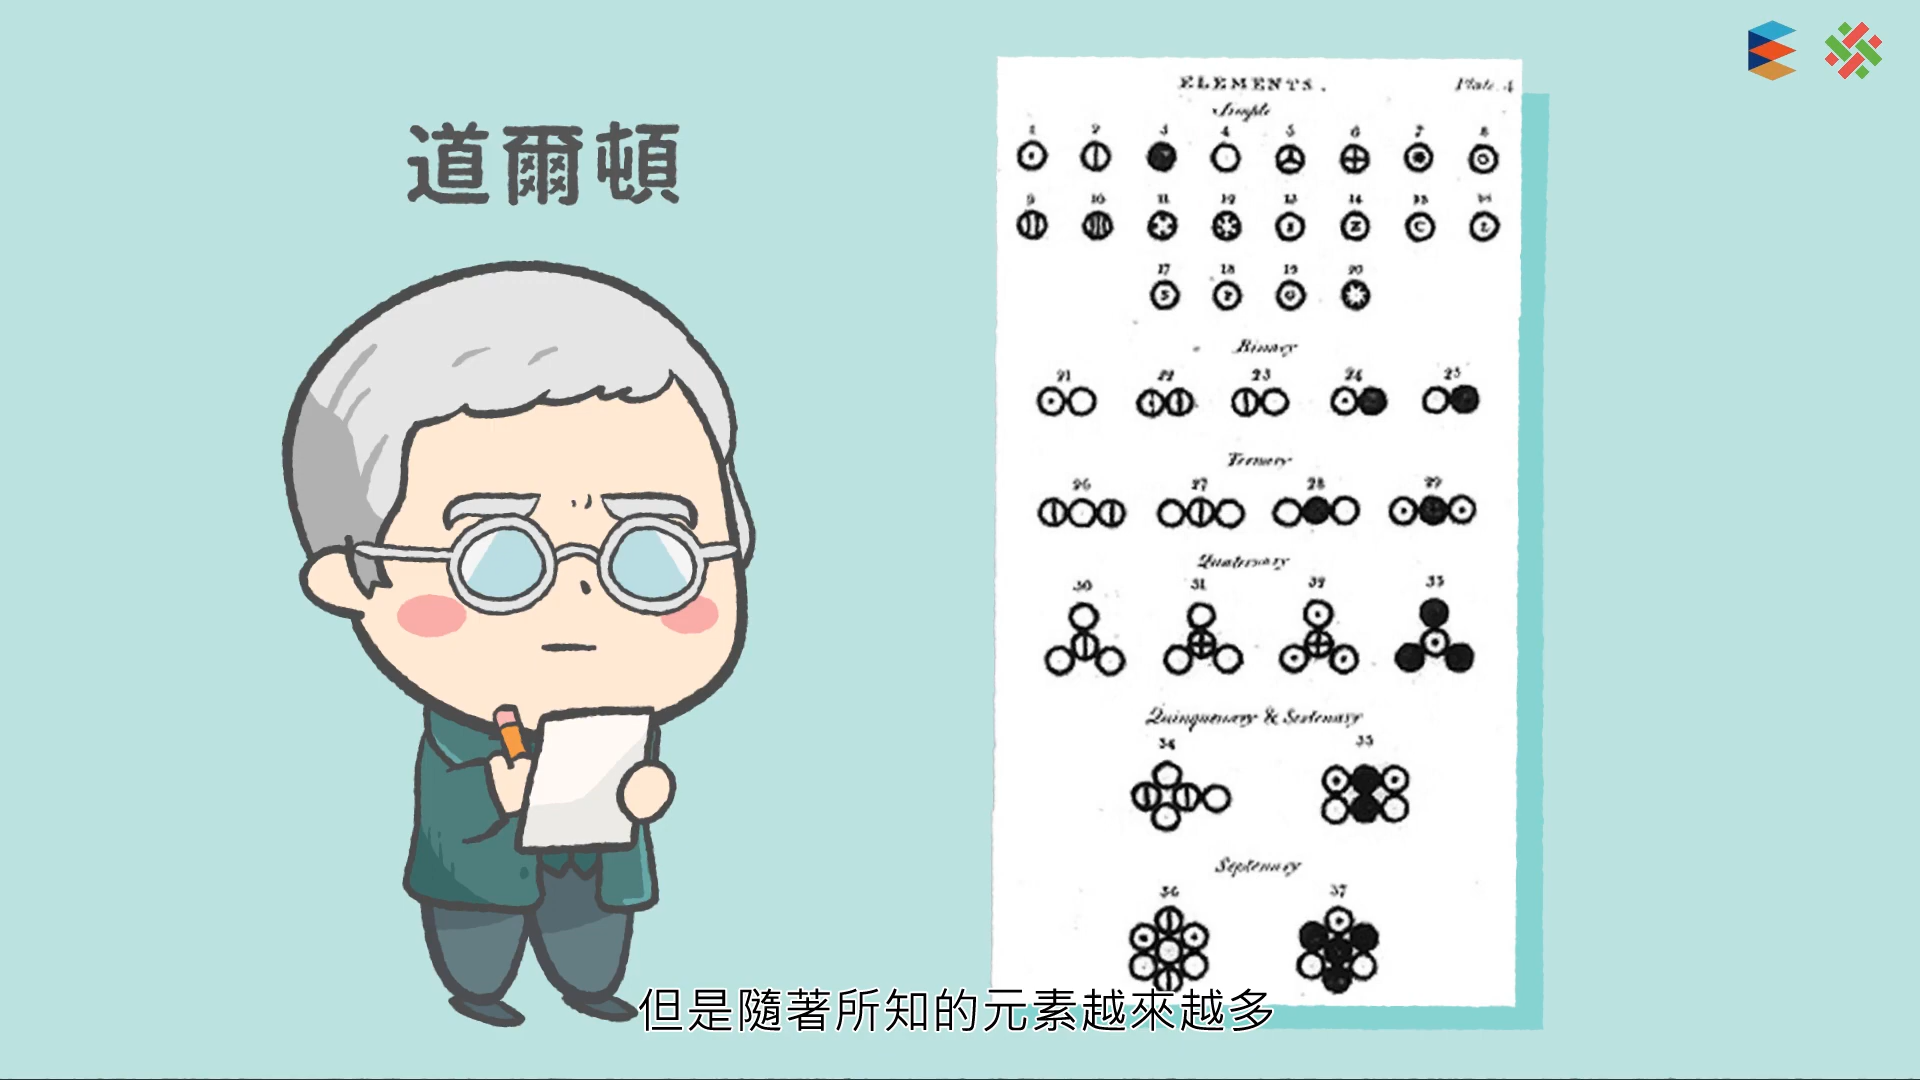 道爾頓
ELEMENTS. Plate. 4
Simple
1 2 3 4 5 6 7 8
9 10 11 12 13 14 15 16
Z C L
17 18 19 20
S P G
Binary
21 22 23 24 25
Ternary
26 27 28 29
Quaternary
30 31 32 33
Quinquenary & Sextenary
34 35
Septenary
36 37
但是隨著所知的元素越來越多